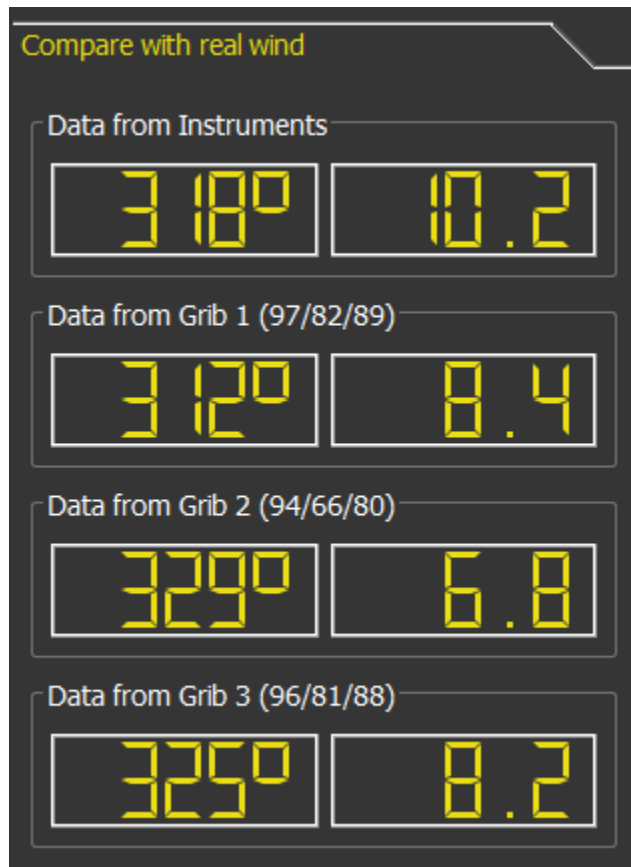 Compare with real wind
Data from Instruments
318° 10.2
Data from Grib 1 (97/82/89)
312° 8.4
Data from Grib 2 (94/66/80)
329° 6.8
Data from Grib 3 (96/81/88)
325° 8.2